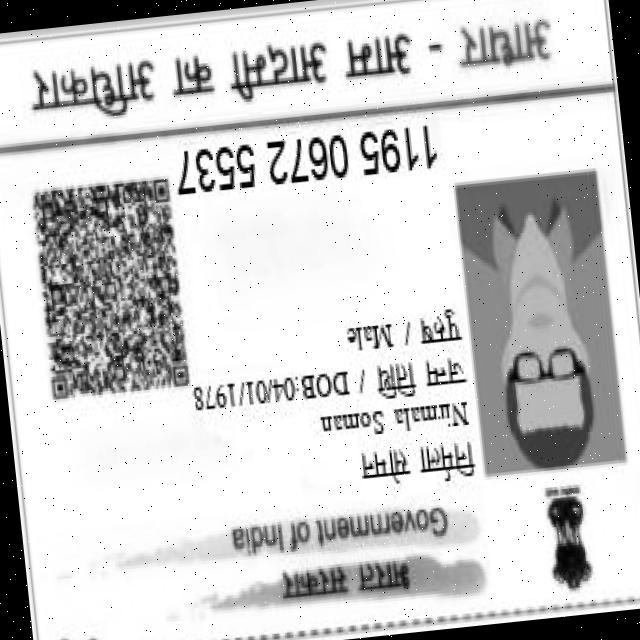 भारत सरकार
Government of India
निर्मला सोमन
Nirmala Soman
जन्म तिथि / DOB:04/01/1978
पुरुष / Male
1195 0672 5537
आधार - आम आदमी का अधिकार